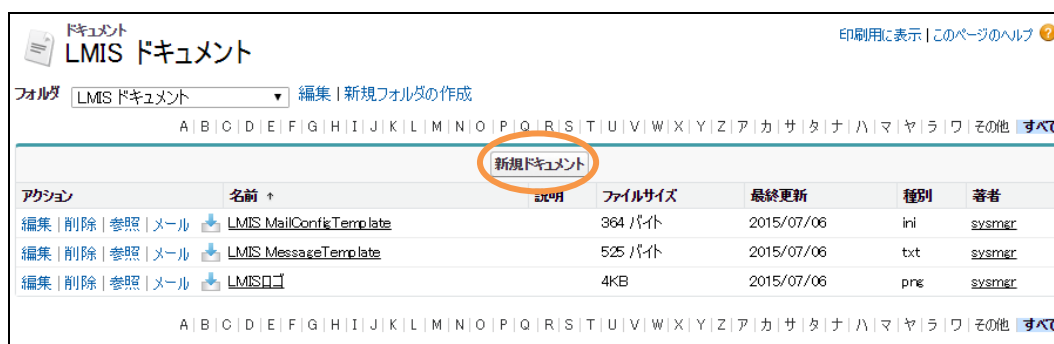 ドキュメント
LMIS ドキュメント
印刷用に表示 | このページのヘルプ
フォルダ LMIS ドキュメント 編集 | 新規フォルダの作成
A | B | C | D | E | F | G | H | I | J | K | L | M | N | O | P | Q | R | S | T | U | V | W | X | Y | Z | ア | カ | サ | タ | ナ | ハ | マ | ヤ | ラ | ワ | その他 すべて
新規ドキュメント
アクション 名前 ↑ 説明 ファイルサイズ 最終更新 種別 著者
編集 | 削除 | 参照 | メール LMIS MailConfigTemplate 364 バイト 2015/07/06 ini sysmgr
編集 | 削除 | 参照 | メール LMIS MessageTemplate 525 バイト 2015/07/06 txt sysmgr
編集 | 削除 | 参照 | メール LMISロゴ 4KB 2015/07/06 png sysmgr
A | B | C | D | E | F | G | H | I | J | K | L | M | N | O | P | Q | R | S | T | U | V | W | X | Y | Z | ア | カ | サ | タ | ナ | ハ | マ | ヤ | ラ | ワ | その他 すべて